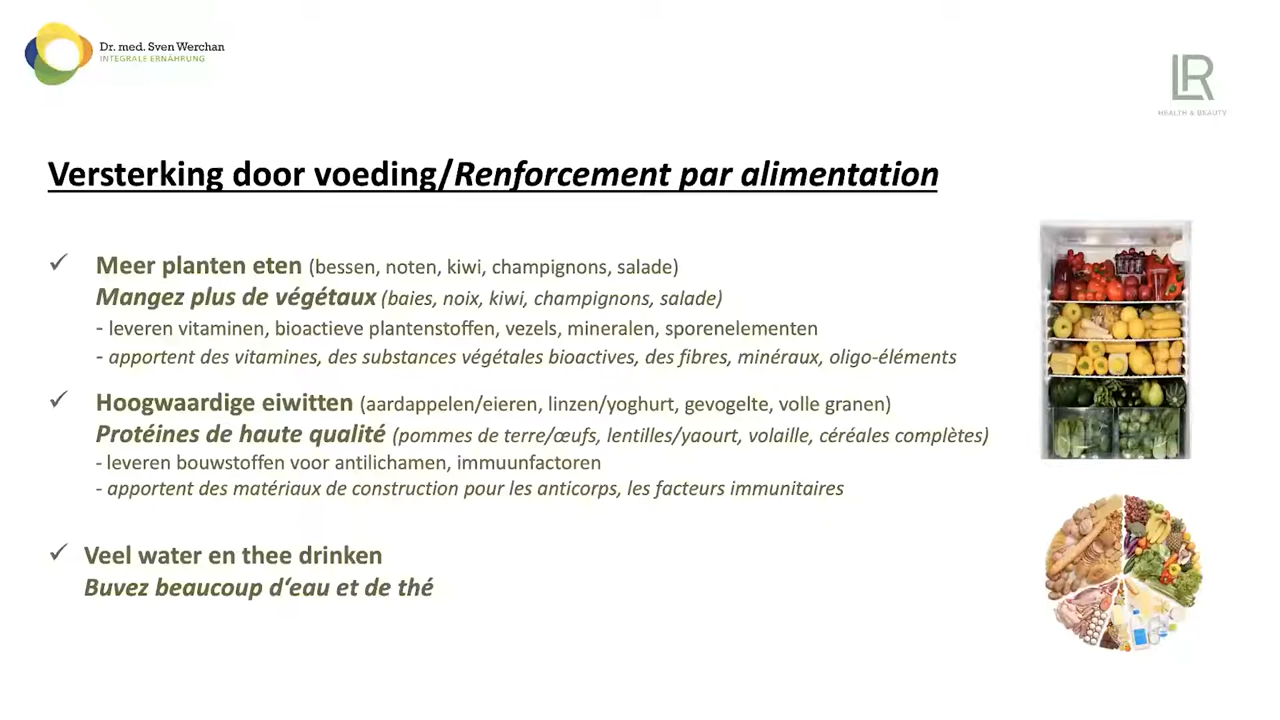 Dr. med. Sven Werchan
INTEGRALE ERNÄHRUNG
LR
HEALTH & BEAUTY
Versterking door voeding/Renforcement par alimentation
✓ Meer planten eten (bessen, noten, kiwi, champignons, salade)
Mangez plus de végétaux (baies, noix, kiwi, champignons, salade)
- leveren vitaminen, bioactieve plantenstoffen, vezels, mineralen, sporenelementen
- apportent des vitamines, des substances végétales bioactives, des fibres, minéraux, oligo-éléments
✓ Hoogwaardige eiwitten (aardappelen/eieren, linzen/yoghurt, gevogelte, volle granen)
Protéines de haute qualité (pommes de terre/œufs, lentilles/yaourt, volaille, céréales complètes)
- leveren bouwstoffen voor antilichamen, immuunfactoren
- apportent des matériaux de construction pour les anticorps, les facteurs immunitaires
✓ Veel water en thee drinken
Buvez beaucoup d‘eau et de thé